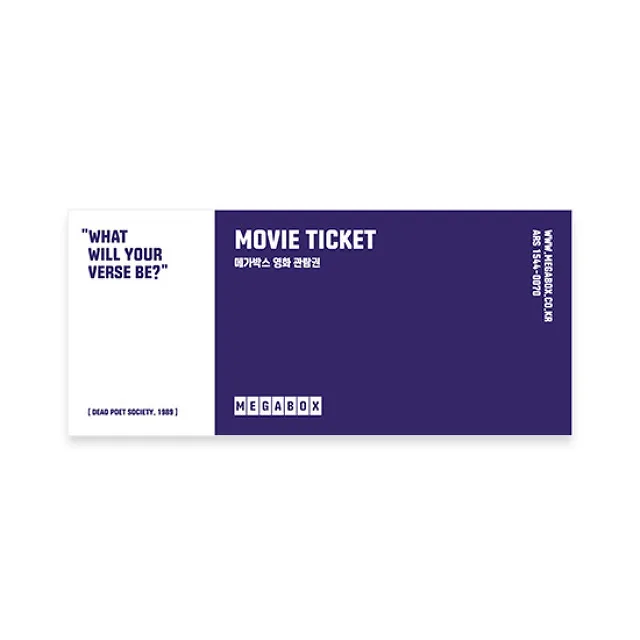 "WHAT
WILL YOUR
VERSE BE?"
[ DEAD POET SOCIETY, 1989 ]
MOVIE TICKET
메가박스 영화 관람권
MEGABOX
WWW.MEGABOX.CO.KR
ARS 1544-0070